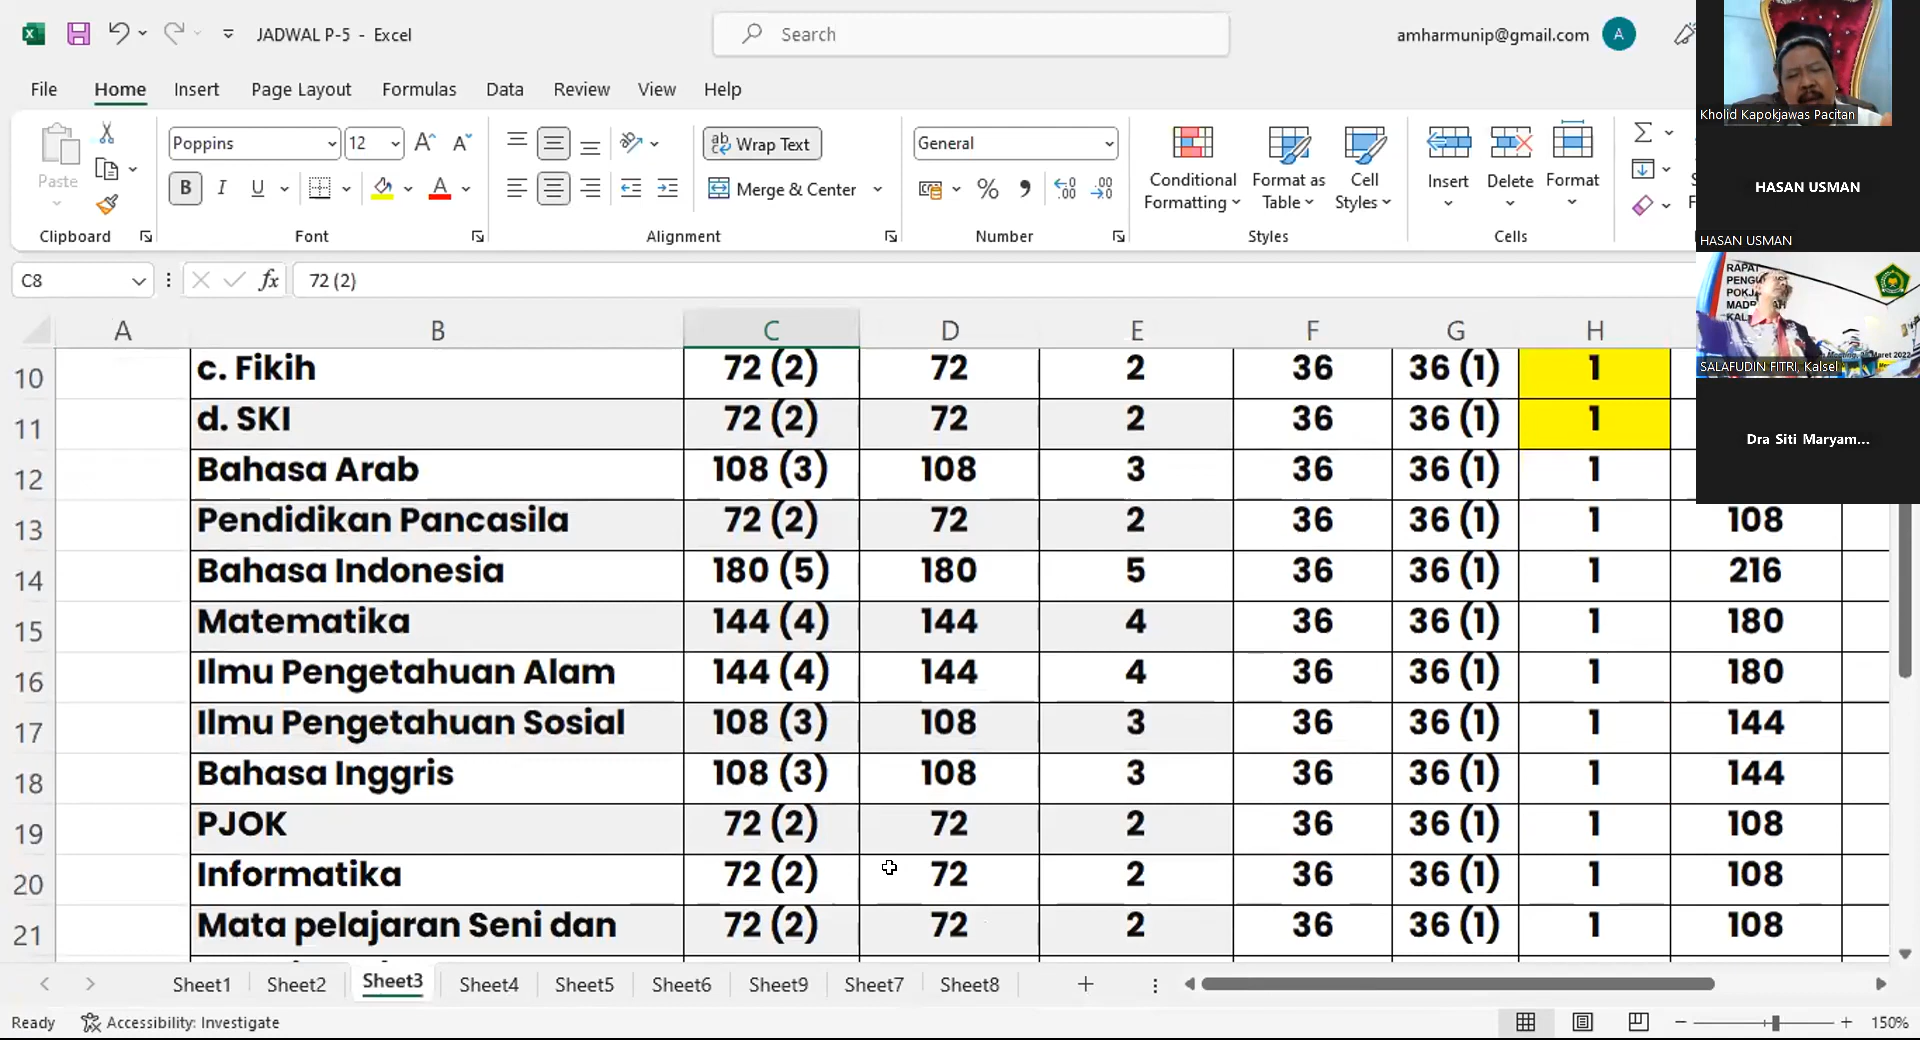 JADWAL P-5 - Excel
Search
amharmunip@gmail.com
A
File Home Insert Page Layout Formulas Data Review View Help
Paste
Clipboard
Poppins 12
B I U
Font
Wrap Text
Merge & Center
Alignment
General
Number
Conditional Formatting
Format as Table
Cell Styles
Styles
Insert Delete Format
Cells
Kholid Kapokjawas Pacitan
HASAN USMAN
HASAN USMAN
RAPAT
SALAFUDIN FITRI, Kalsel
Dra Siti Maryam...
C8 fx 72 (2)
A B C D E F G H
10 c. Fikih 72 (2) 72 2 36 36 (1) 1
11 d. SKI 72 (2) 72 2 36 36 (1) 1
12 Bahasa Arab 108 (3) 108 3 36 36 (1) 1
13 Pendidikan Pancasila 72 (2) 72 2 36 36 (1) 1 108
14 Bahasa Indonesia 180 (5) 180 5 36 36 (1) 1 216
15 Matematika 144 (4) 144 4 36 36 (1) 1 180
16 Ilmu Pengetahuan Alam 144 (4) 144 4 36 36 (1) 1 180
17 Ilmu Pengetahuan Sosial 108 (3) 108 3 36 36 (1) 1 144
18 Bahasa Inggris 108 (3) 108 3 36 36 (1) 1 144
19 PJOK 72 (2) 72 2 36 36 (1) 1 108
20 Informatika 72 (2) 72 2 36 36 (1) 1 108
21 Mata pelajaran Seni dan 72 (2) 72 2 36 36 (1) 1 108
Sheet1 Sheet2 Sheet3 Sheet4 Sheet5 Sheet6 Sheet9 Sheet7 Sheet8
Ready Accessibility: Investigate 150%